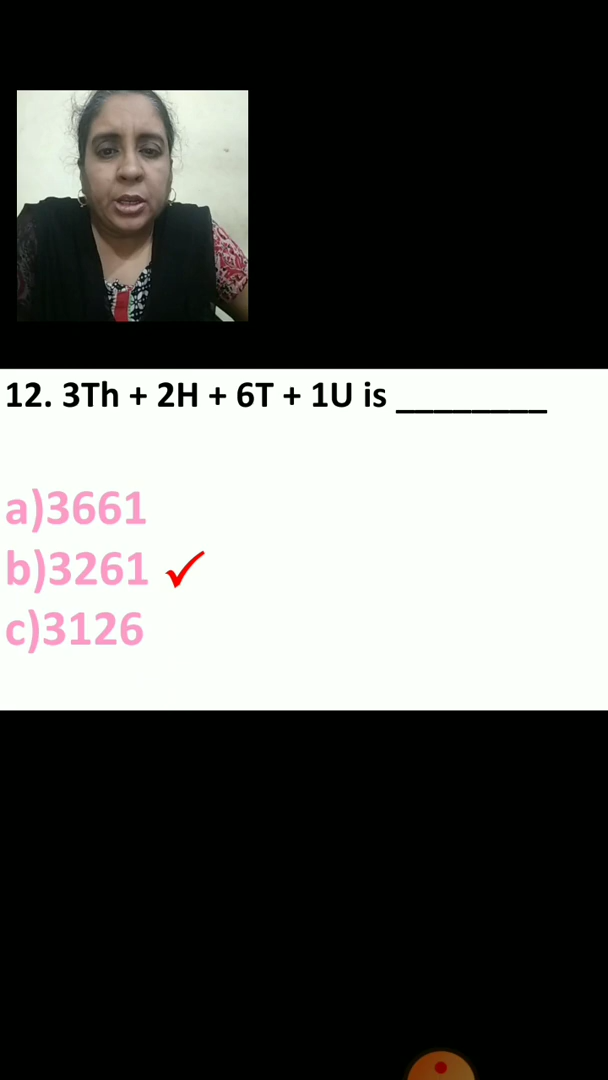 12. 3Th + 2H + 6T + 1U is ________
a)3661
b)3261 ✓
c)3126